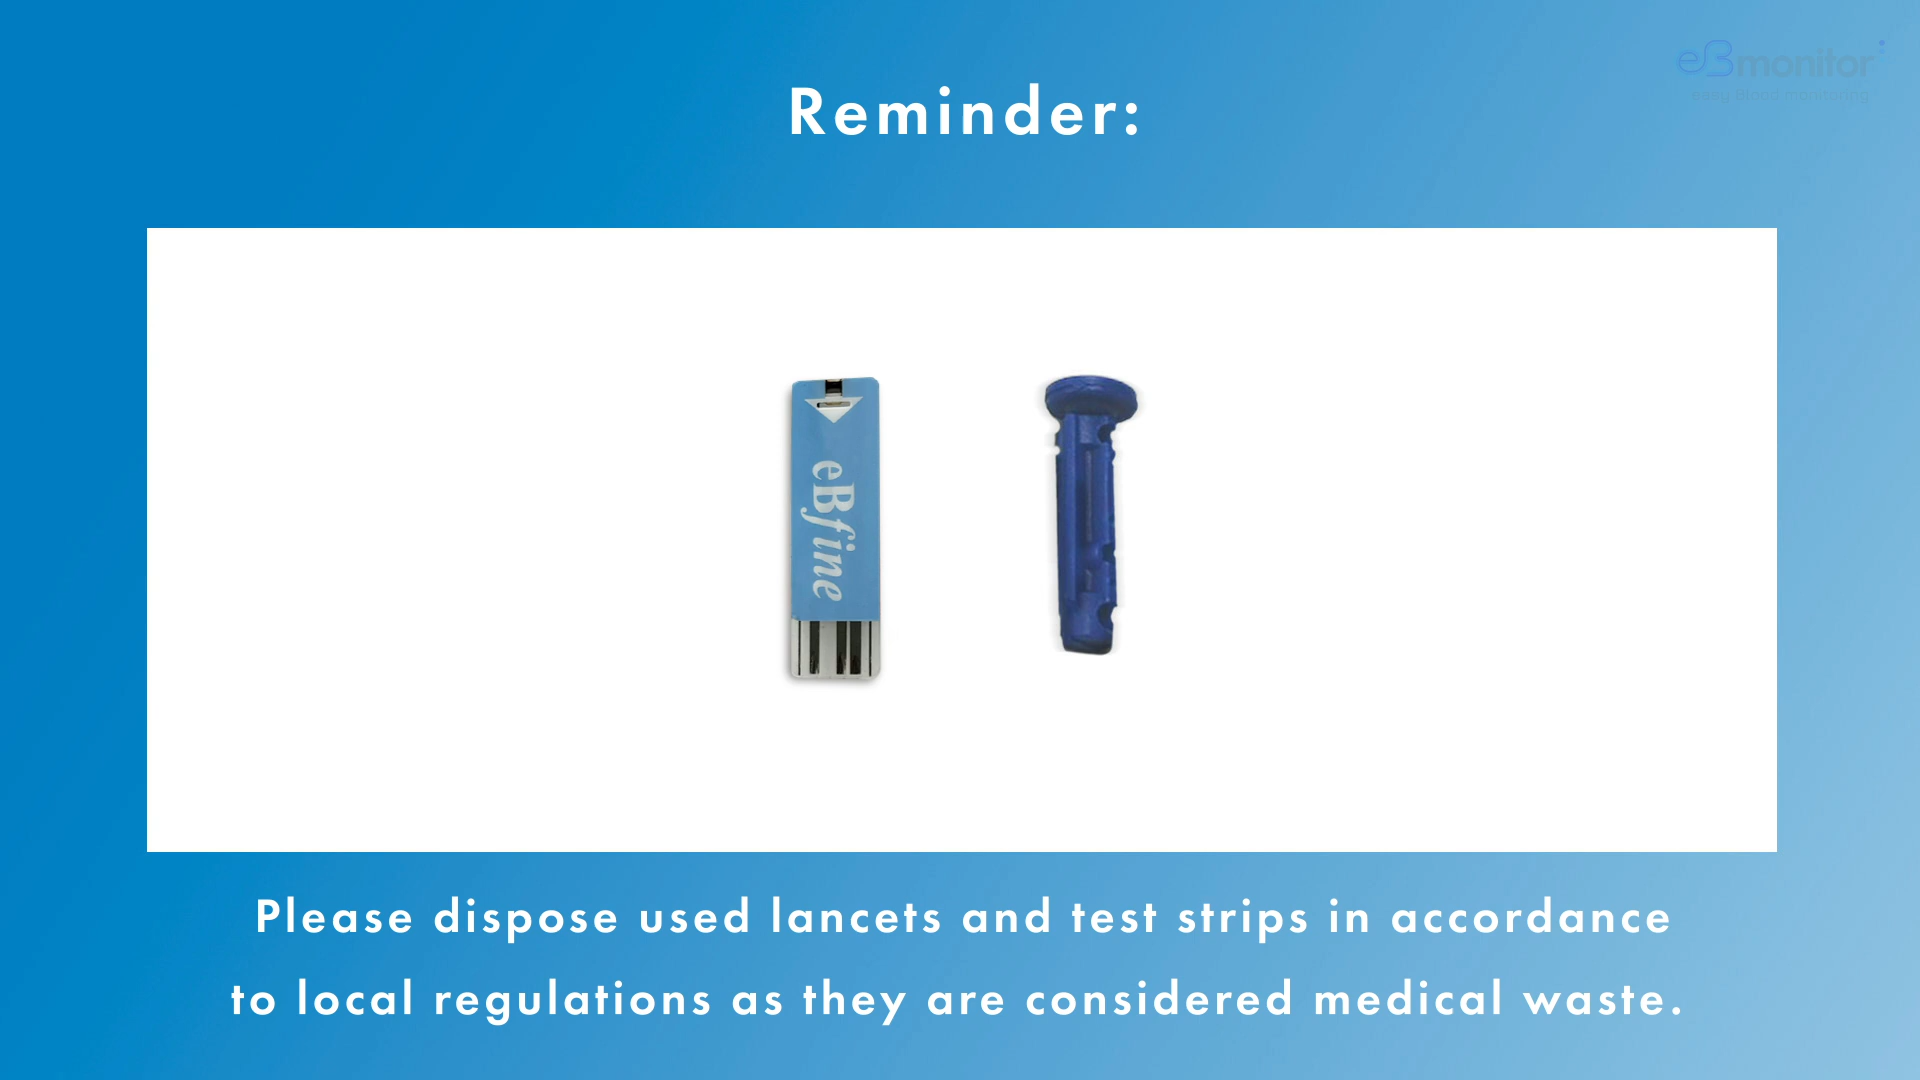 eBmonitor
Reminder:
eBfine
Please dispose used lancets and test strips in accordance
to local regulations as they are considered medical waste.